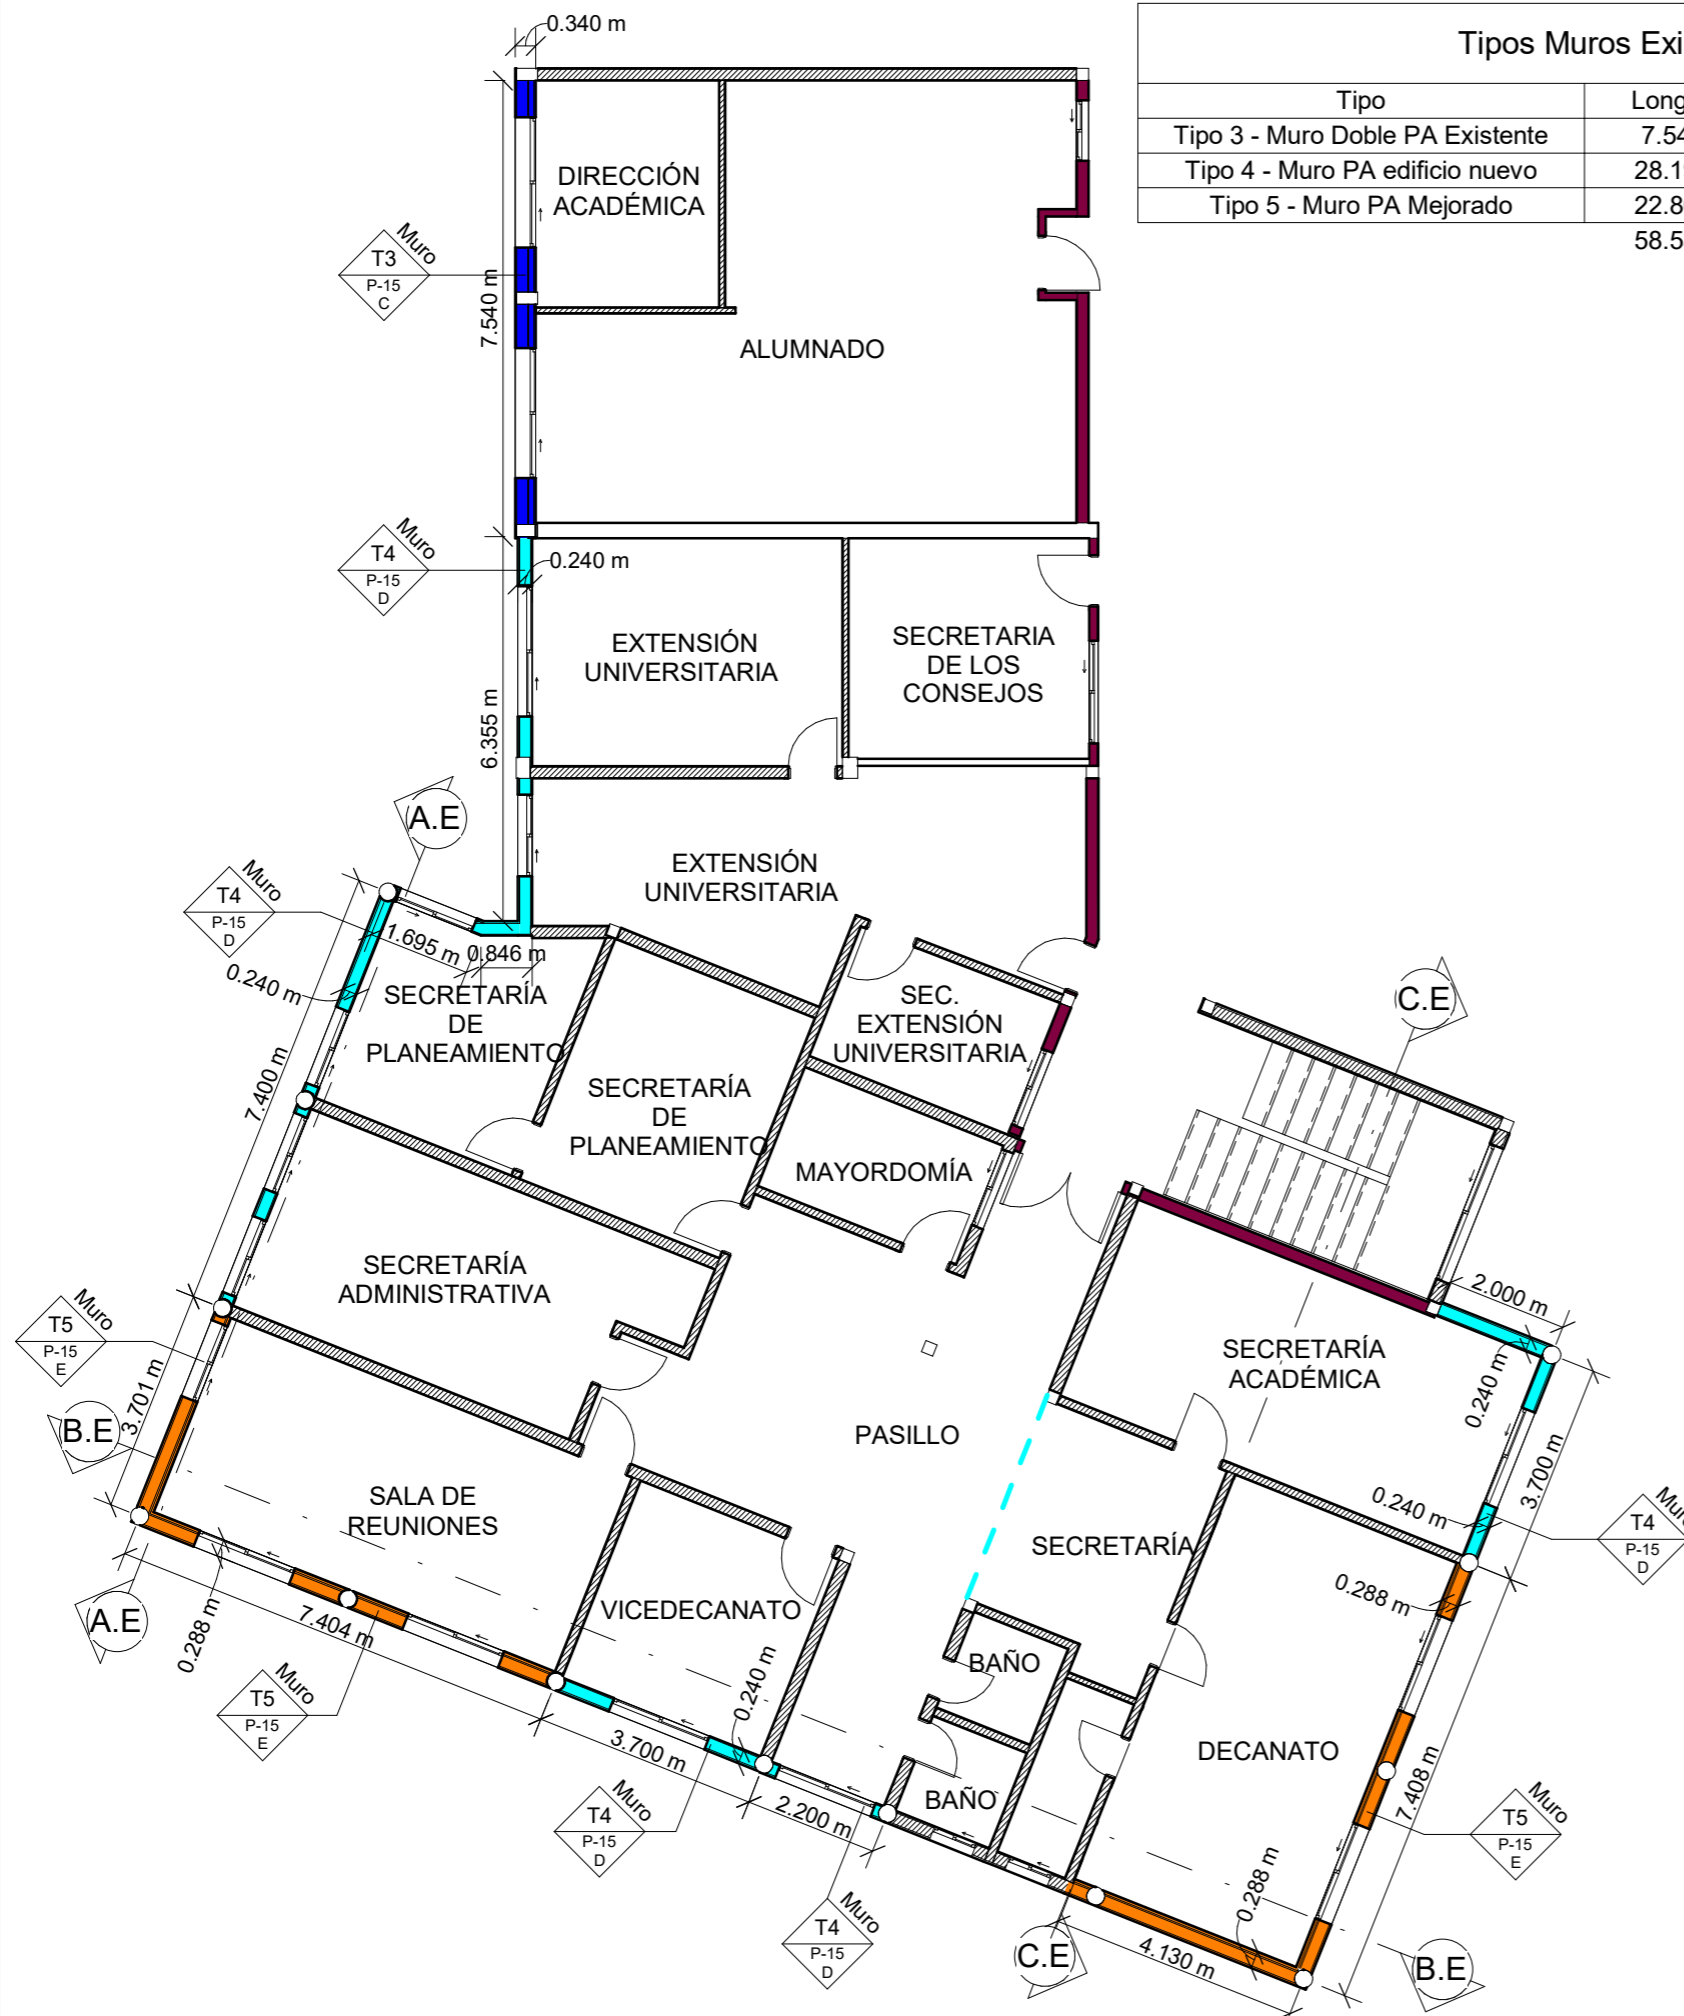 0.340 m
Tipos Muros Exi
Tipo
Long
Tipo 3 - Muro Doble PA Existente
7.54
Tipo 4 - Muro PA edificio nuevo
28.1
Tipo 5 - Muro PA Mejorado
22.8
58.5
DIRECCIÓN
ACADÉMICA
Muro
T3
P-15
C
7.540 m
ALUMNADO
Muro
T4
P-15
D
0.240 m
EXTENSIÓN
UNIVERSITARIA
SECRETARIA
DE LOS
CONSEJOS
6.355 m
A.E
EXTENSIÓN
UNIVERSITARIA
Muro
T4
P-15
D
1.695 m
0.846 m
0.240 m
SECRETARÍA
DE
PLANEAMIENTO
SEC.
EXTENSIÓN
UNIVERSITARIA
C.E
7.400 m
SECRETARÍA
DE
PLANEAMIENTO
MAYORDOMÍA
SECRETARÍA
ADMINISTRATIVA
2.000 m
Muro
T5
P-15
E
SECRETARÍA
ACADÉMICA
0.240 m
3.701 m
B.E
PASILLO
SALA DE
REUNIONES
0.240 m
3.700 m
Muro
T4
P-15
D
SECRETARÍA
0.288 m
A.E
0.288 m
7.404 m
VICEDECANATO
BAÑO
Muro
T5
P-15
E
0.240 m
3.700 m
DECANATO
7.408 m
BAÑO
2.200 m
Muro
T4
P-15
D
Muro
T5
P-15
E
0.288 m
Muro
T4
P-15
D
C.E
4.130 m
B.E